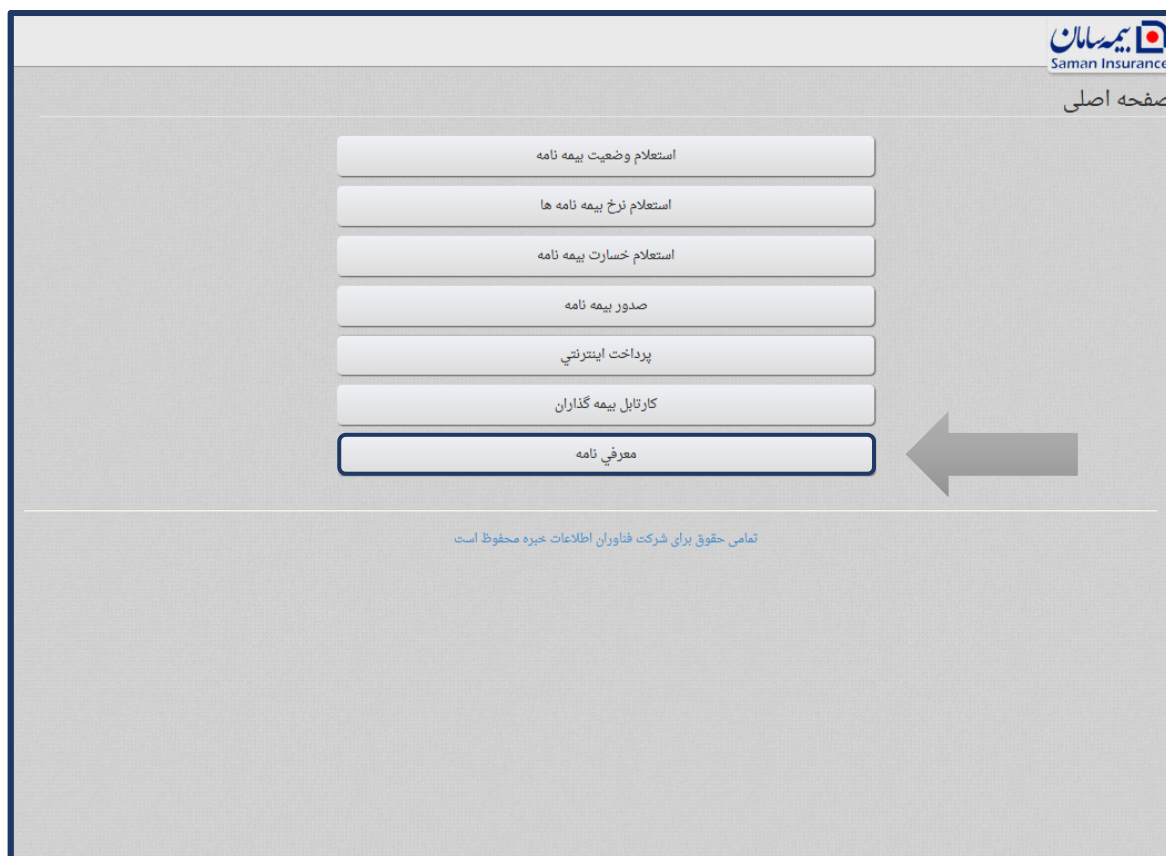 بیمه سامان
Saman Insurance
صفحه اصلی
استعلام وضعیت بیمه نامه
استعلام نرخ بیمه نامه ها
استعلام خسارت بیمه نامه
صدور بیمه نامه
پرداخت اینترنتي
کارتابل بیمه گذاران
معرفي نامه
تمامی حقوق برای شرکت فناوران اطلاعات خبره محفوظ است